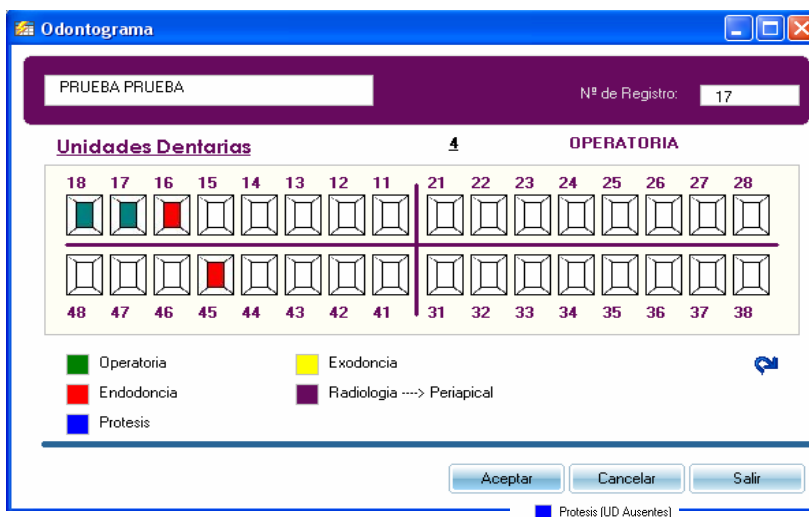 Odontograma
PRUEBA PRUEBA
Nº de Registro: 17
Unidades Dentarias 4 OPERATORIA
18 17 16 15 14 13 12 11 21 22 23 24 25 26 27 28
48 47 46 45 44 43 42 41 31 32 33 34 35 36 37 38
Operatoria Exodoncia
Endodoncia Radiologia ----> Periapical
Protesis
Aceptar Cancelar Salir
Protesis (UD Ausentes)